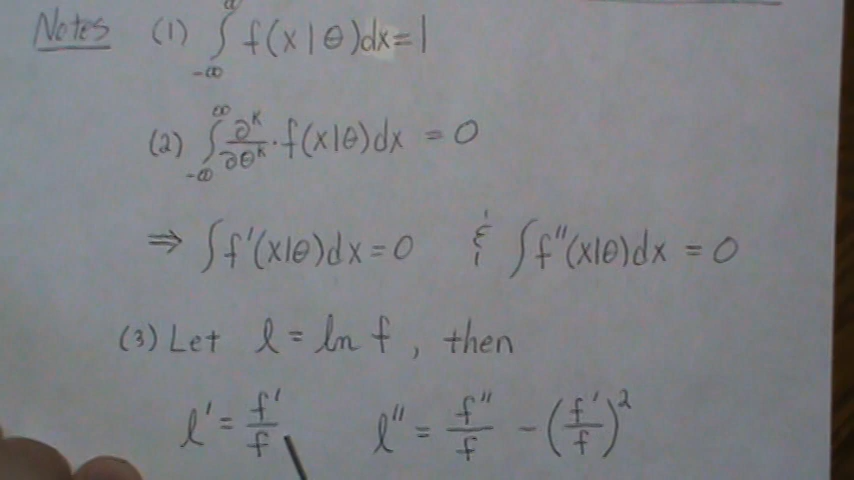 Notes (1) ∫_{-∞}^{∞} f(x|θ)dx=1
(2) ∫_{-∞}^{∞} ∂^K/∂θ^K · f(x|θ)dx = 0
⇒ ∫f'(x|θ)dx=0 & ∫f''(x|θ)dx = 0
(3) Let l = ln f, then
l' = f'/f l'' = f''/f - (f'/f)^2